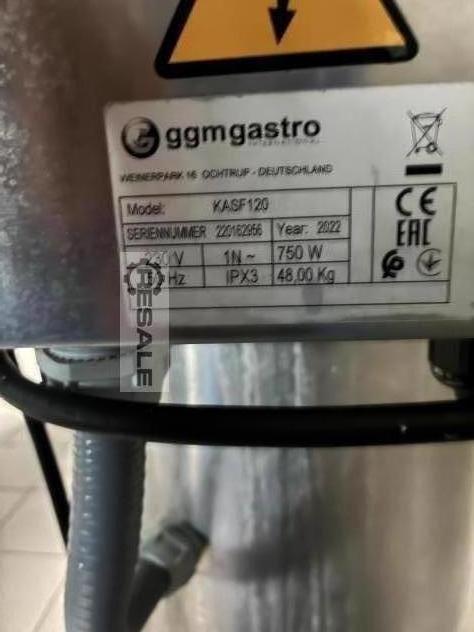 ggmgastro
INTERNATIONAL
WEINERPARK 16 OCHTRUP - DEUTSCHLAND
Model: KASF120
SERIENNUMMER 220162956 Year: 2022
230 V 1N ~ 750 W
Hz IPX3 48,00 Kg
CE
EAC
RESALE